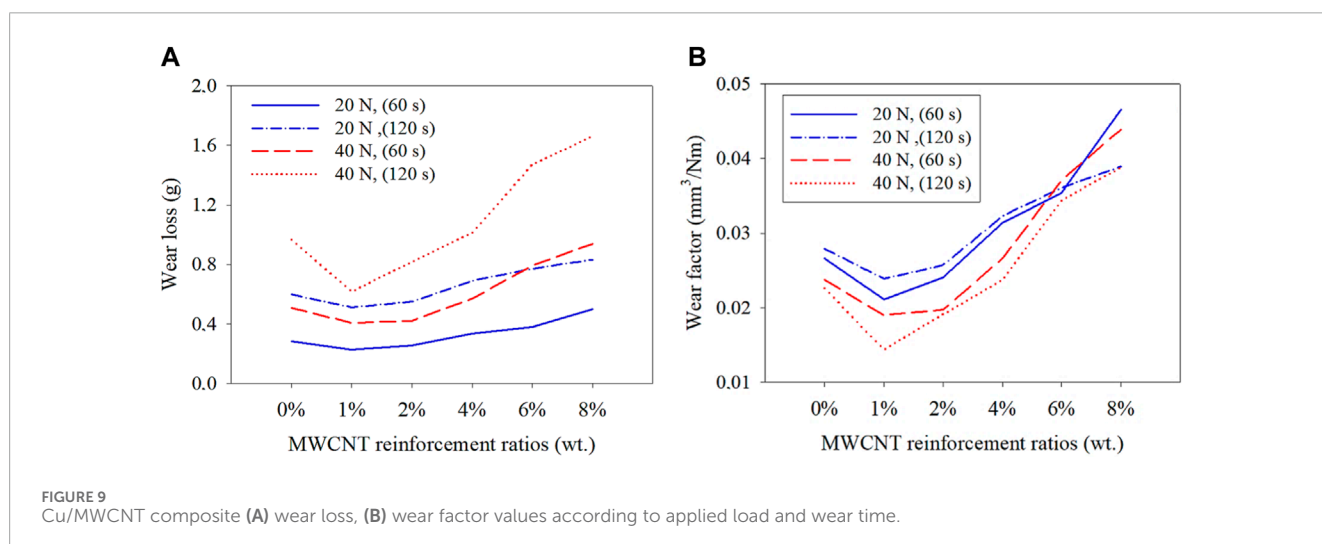 A
2.0
1.6
1.2
0.8
0.4
0.0
Wear loss (g)
20 N, (60 s)
20 N ,(120 s)
40 N, (60 s)
40 N, (120 s)
0% 1% 2% 4% 6% 8%
MWCNT reinforcement ratios (wt.)
B
0.05
0.04
0.03
0.02
0.01
Wear factor (mm³/Nm)
20 N, (60 s)
20 N ,(120 s)
40 N, (60 s)
40 N, (120 s)
0% 1% 2% 4% 6% 8%
MWCNT reinforcement ratios (wt.)
FIGURE 9
Cu/MWCNT composite (A) wear loss, (B) wear factor values according to applied load and wear time.